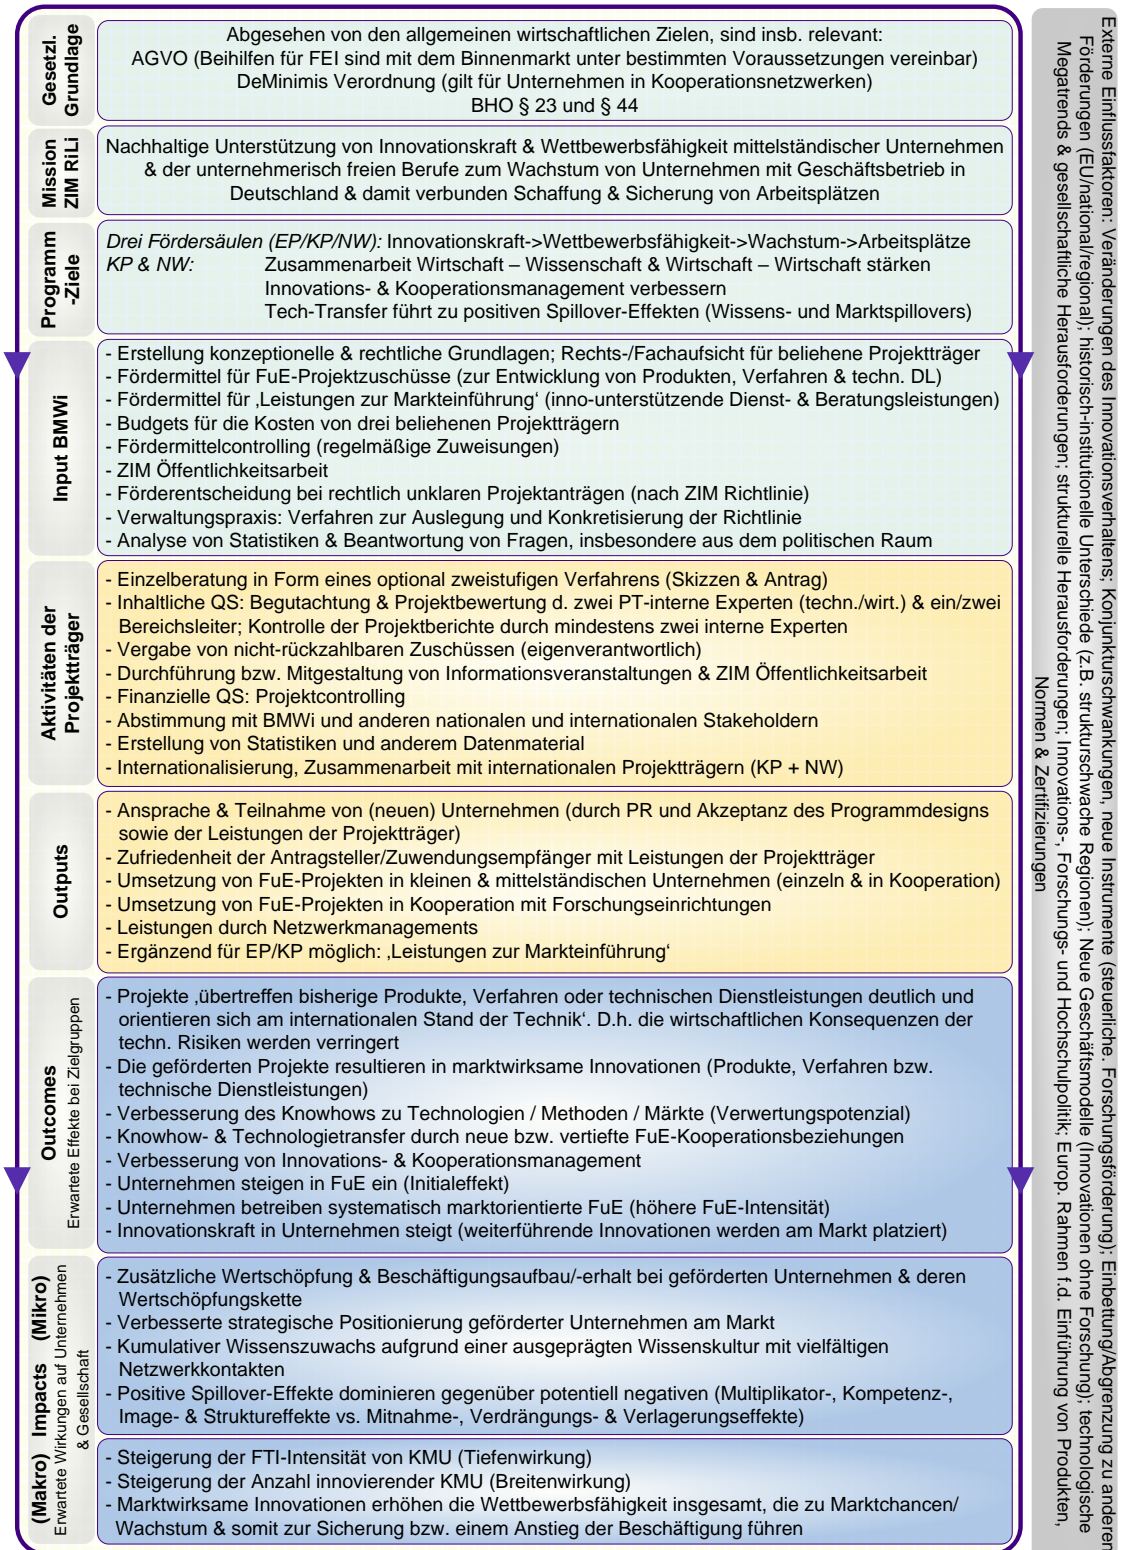 Gesetzl.
Grundlage
Abgesehen von den allgemeinen wirtschaftlichen Zielen, sind insb. relevant:
AGVO (Beihilfen für FEI sind mit dem Binnenmarkt unter bestimmten Voraussetzungen vereinbar)
DeMinimis Verordnung (gilt für Unternehmen in Kooperationsnetzwerken)
BHO § 23 und § 44
Mission
ZIM RiLi
Nachhaltige Unterstützung von Innovationskraft & Wettbewerbsfähigkeit mittelständischer Unternehmen
& der unternehmerisch freien Berufe zum Wachstum von Unternehmen mit Geschäftsbetrieb in
Deutschland & damit verbunden Schaffung & Sicherung von Arbeitsplätzen
Programm
-Ziele
Drei Fördersäulen (EP/KP/NW): Innovationskraft->Wettbewerbsfähigkeit->Wachstum->Arbeitsplätze
KP & NW: Zusammenarbeit Wirtschaft – Wissenschaft & Wirtschaft – Wirtschaft stärken
Innovations- & Kooperationsmanagement verbessern
Tech-Transfer führt zu positiven Spillover-Effekten (Wissens- und Marktspillovers)
Input BMWi
- Erstellung konzeptionelle & rechtliche Grundlagen; Rechts-/Fachaufsicht für beliehene Projektträger
- Fördermittel für FuE-Projektzuschüsse (zur Entwicklung von Produkten, Verfahren & techn. DL)
- Fördermittel für ‚Leistungen zur Markteinführung‘ (inno-unterstützende Dienst- & Beratungsleistungen)
- Budgets für die Kosten von drei beliehenen Projektträgern
- Fördermittelcontrolling (regelmäßige Zuweisungen)
- ZIM Öffentlichkeitsarbeit
- Förderentscheidung bei rechtlich unklaren Projektanträgen (nach ZIM Richtlinie)
- Verwaltungspraxis: Verfahren zur Auslegung und Konkretisierung der Richtlinie
- Analyse von Statistiken & Beantwortung von Fragen, insbesondere aus dem politischen Raum
Aktivitäten der
Projektträger
- Einzelberatung in Form eines optional zweistufigen Verfahrens (Skizzen & Antrag)
- Inhaltliche QS: Begutachtung & Projektbewertung d. zwei PT-interne Experten (techn./wirt.) & ein/zwei
Bereichsleiter; Kontrolle der Projektberichte durch mindestens zwei interne Experten
- Vergabe von nicht-rückzahlbaren Zuschüssen (eigenverantwortlich)
- Durchführung bzw. Mitgestaltung von Informationsveranstaltungen & ZIM Öffentlichkeitsarbeit
- Finanzielle QS: Projektcontrolling
- Abstimmung mit BMWi und anderen nationalen und internationalen Stakeholdern
- Erstellung von Statistiken und anderem Datenmaterial
- Internationalisierung, Zusammenarbeit mit internationalen Projektträgern (KP + NW)
Outputs
- Ansprache & Teilnahme von (neuen) Unternehmen (durch PR und Akzeptanz des Programmdesigns
sowie der Leistungen der Projektträger)
- Zufriedenheit der Antragsteller/Zuwendungsempfänger mit Leistungen der Projektträger
- Umsetzung von FuE-Projekten in kleinen & mittelständischen Unternehmen (einzeln & in Kooperation)
- Umsetzung von FuE-Projekten in Kooperation mit Forschungseinrichtungen
- Leistungen durch Netzwerkmanagements
- Ergänzend für EP/KP möglich: ‚Leistungen zur Markteinführung‘
Outcomes
Erwartete Effekte bei Zielgruppen
- Projekte ‚übertreffen bisherige Produkte, Verfahren oder technischen Dienstleistungen deutlich und
orientieren sich am internationalen Stand der Technik‘. D.h. die wirtschaftlichen Konsequenzen der
techn. Risiken werden verringert
- Die geförderten Projekte resultieren in marktwirksame Innovationen (Produkte, Verfahren bzw.
technische Dienstleistungen)
- Verbesserung des Knowhows zu Technologien / Methoden / Märkte (Verwertungspotenzial)
- Knowhow- & Technologietransfer durch neue bzw. vertiefte FuE-Kooperationsbeziehungen
- Verbesserung von Innovations- & Kooperationsmanagement
- Unternehmen steigen in FuE ein (Initialeffekt)
- Unternehmen betreiben systematisch marktorientierte FuE (höhere FuE-Intensität)
- Innovationskraft in Unternehmen steigt (weiterführende Innovationen werden am Markt platziert)
(Makro) Impacts (Mikro)
Erwartete Wirkungen auf Unternehmen
& Gesellschaft
- Zusätzliche Wertschöpfung & Beschäftigungsaufbau/-erhalt bei geförderten Unternehmen & deren
Wertschöpfungskette
- Verbesserte strategische Positionierung geförderter Unternehmen am Markt
- Kumulativer Wissenszuwachs aufgrund einer ausgeprägten Wissenskultur mit vielfältigen
Netzwerkkontakten
- Positive Spillover-Effekte dominieren gegenüber potentiell negativen (Multiplikator-, Kompetenz-,
Image- & Struktureffekte vs. Mitnahme-, Verdrängungs- & Verlagerungseffekte)
- Steigerung der FTI-Intensität von KMU (Tiefenwirkung)
- Steigerung der Anzahl innovierender KMU (Breitenwirkung)
- Marktwirksame Innovationen erhöhen die Wettbewerbsfähigkeit insgesamt, die zu Marktchancen/
Wachstum & somit zur Sicherung bzw. einem Anstieg der Beschäftigung führen
Externe Einflussfaktoren: Veränderungen des Innovationsverhaltens; Konjunkturschwankungen, neue Instrumente (steuerliche. Forschungsförderung); Einbettung/Abgrenzung zu anderen
Förderungen (EU/national/regional); historisch-institutionelle Unterschiede (z.B. strukturschwache Regionen); Neue Geschäftsmodelle (Innovationen ohne Forschung); technologische
Megatrends & gesellschaftliche Herausforderungen; strukturelle Herausforderungen; Innovations-, Forschungs- und Hochschulpolitik; Europ. Rahmen f.d. Einführung von Produkten,
Normen & Zertifizierungen